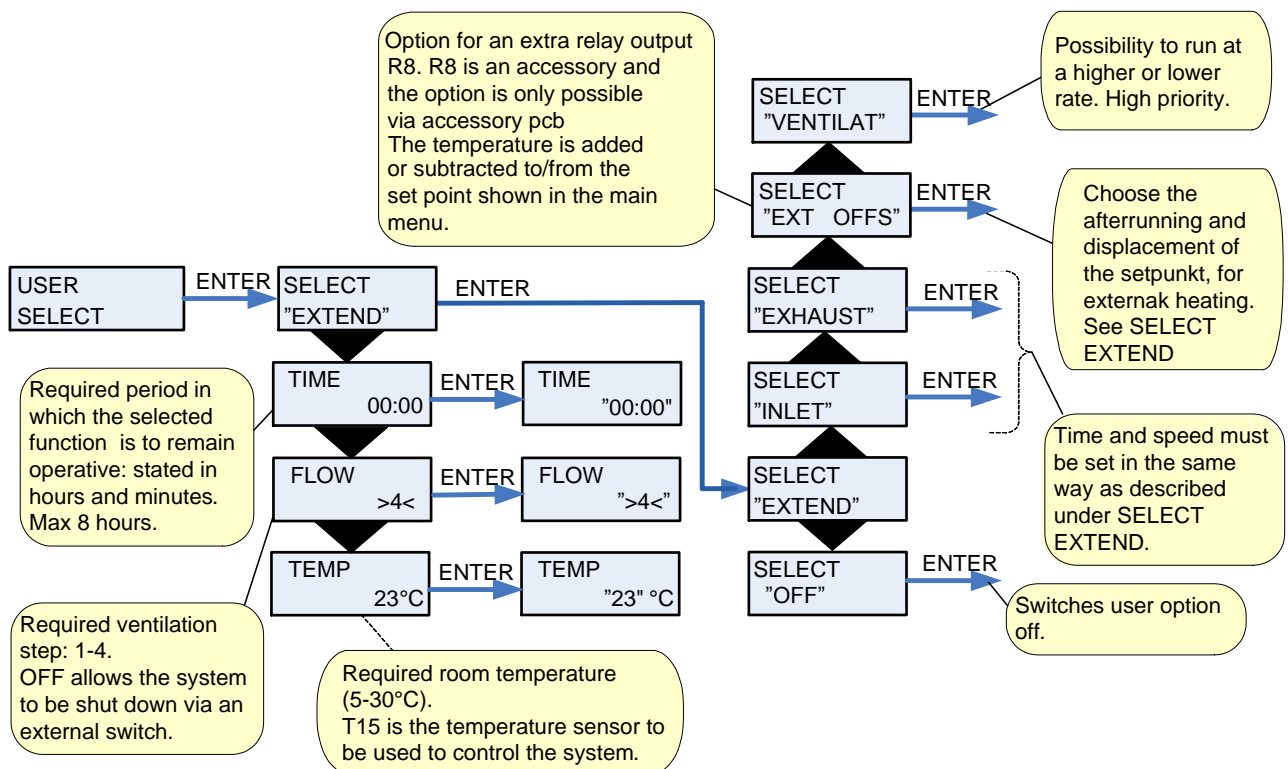 Option for an extra relay output
R8. R8 is an accessory and
the option is only possible
via accessory pcb
The temperature is added
or subtracted to/from the
set point shown in the main
menu.
SELECT
"VENTILAT"
ENTER
Possibility to run at
a higher or lower
rate. High priority.
SELECT
"EXT OFFS"
ENTER
Choose the
afterrunning and
displacement of
the setpunkt, for
externak heating.
See SELECT
EXTEND
USER
SELECT
ENTER
SELECT
"EXTEND"
ENTER
SELECT
"EXHAUST"
ENTER
Required period in
which the selected
function is to remain
operative: stated in
hours and minutes.
Max 8 hours.
TIME
00:00
ENTER
TIME
"00:00"
SELECT
"INLET"
ENTER
Time and speed must
be set in the same
way as described
under SELECT
EXTEND.
FLOW
>4<
ENTER
FLOW
">4<"
SELECT
"EXTEND"
TEMP
23°C
ENTER
TEMP
"23" °C
SELECT
"OFF"
ENTER
Switches user option
off.
Required ventilation
step: 1-4.
OFF allows the system
to be shut down via an
external switch.
Required room temperature
(5-30°C).
T15 is the temperature sensor to
be used to control the system.